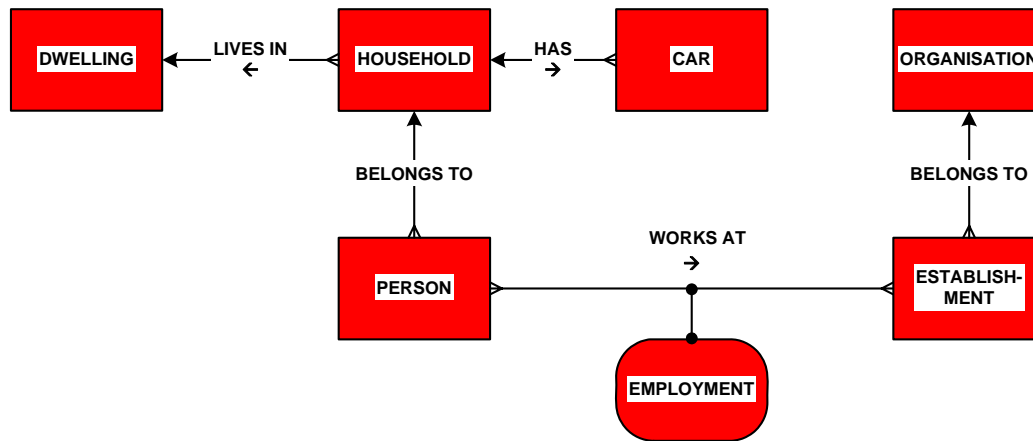 DWELLING
LIVES IN
←
HOUSEHOLD
HAS
→
CAR
ORGANISATION
BELONGS TO
BELONGS TO
WORKS AT
→
PERSON
ESTABLISH-
MENT
EMPLOYMENT